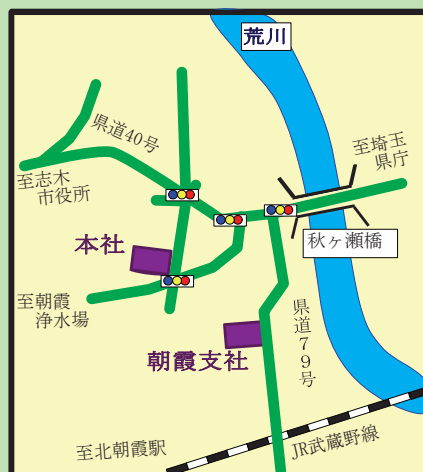 荒川
県道40号
至埼玉
県庁
至志木
市役所
本社
秋ヶ瀬橋
至朝霞
浄水場
県道79号
朝霞支社
至北朝霞駅
JR武蔵野線